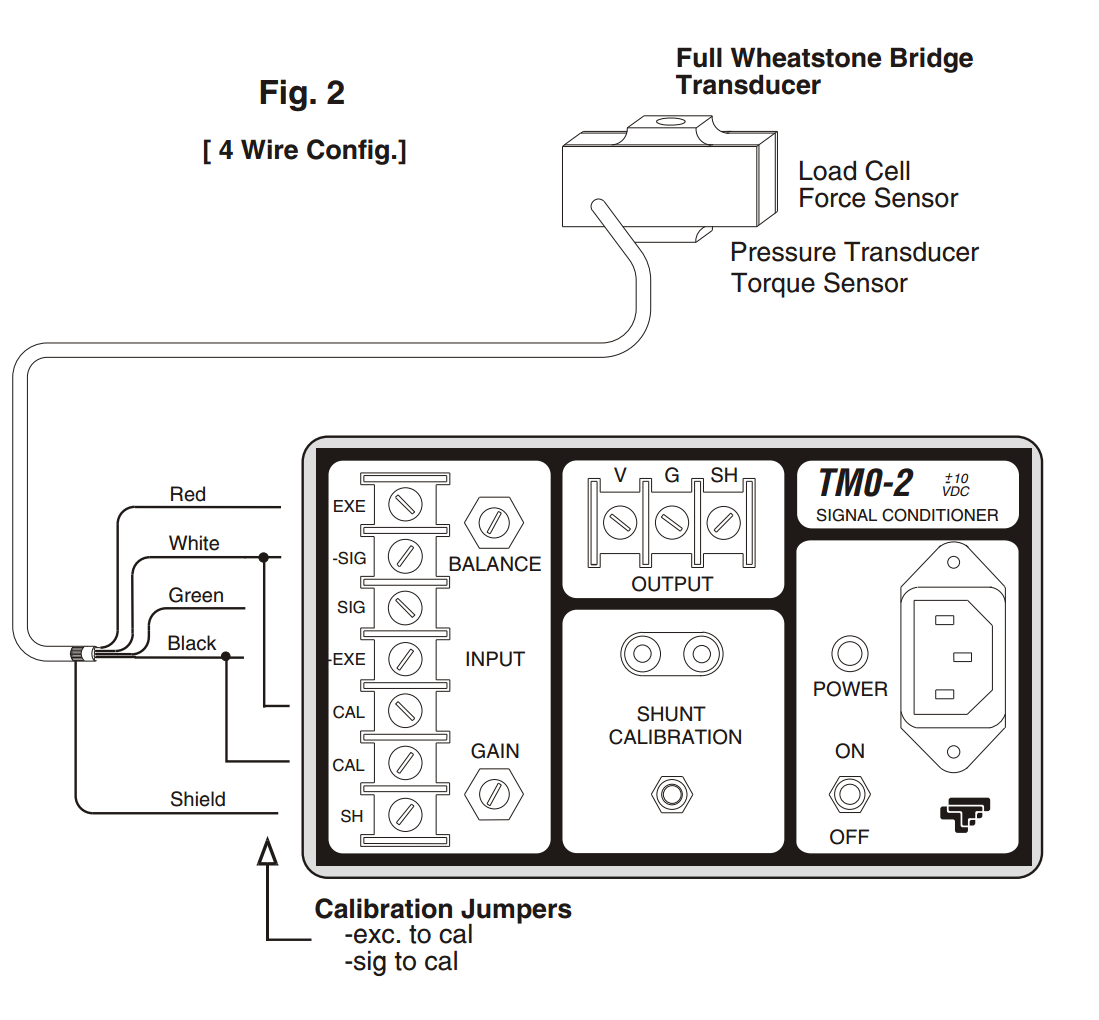 Full Wheatstone Bridge
Transducer
Fig. 2
[ 4 Wire Config.]
Load Cell
Force Sensor
Pressure Transducer
Torque Sensor
Red
White
Green
Black
Shield
EXE
-SIG
SIG
-EXE
CAL
CAL
SH
BALANCE
INPUT
GAIN
V G SH
OUTPUT
SHUNT
CALIBRATION
TMO-2 ±10
VDC
SIGNAL CONDITIONER
POWER
ON
OFF
Calibration Jumpers
-exc. to cal
-sig to cal